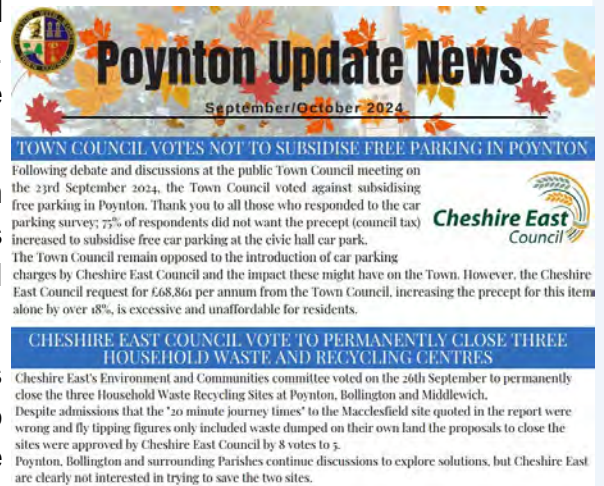 Poynton Update News
September/October 2024
TOWN COUNCIL VOTES NOT TO SUBSIDISE FREE PARKING IN POYNTON
Following debate and discussions at the public Town Council meeting on
the 23rd September 2024, the Town Council voted against subsidising
free parking in Poynton. Thank you to all those who responded to the car
parking survey; 75% of respondents did not want the precept (council tax)
increased to subsidise free car parking at the civic hall car park.
The Town Council remain opposed to the introduction of car parking
Cheshire East
Council
charges by Cheshire East Council and the impact these might have on the Town. However, the Cheshire
East Council request for £68,861 per annum from the Town Council, increasing the precept for this item
alone by over 18%, is excessive and unaffordable for residents.
CHESHIRE EAST COUNCIL VOTE TO PERMANENTLY CLOSE THREE
HOUSEHOLD WASTE AND RECYCLING CENTRES
Cheshire East's Environment and Communities committee voted on the 26th September to permanently
close the three Household Waste Recycling Sites at Poynton, Bollington and Middlewich.
Despite admissions that the "20 minute journey times" to the Macclesfield site quoted in the report were
wrong and fly tipping figures only included waste dumped on their own land the proposals to close the
sites were approved by Cheshire East Council by 8 votes to 5.
Poynton, Bollington and surrounding Parishes continue discussions to explore solutions, but Cheshire East
are clearly not interested in trying to save the two sites.